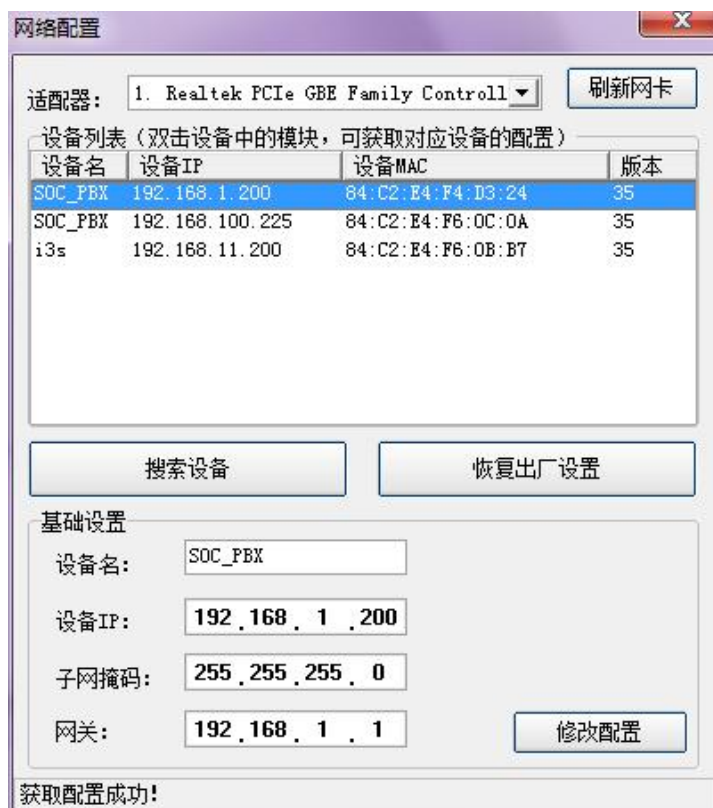 网络配置
适配器: 1. Realtek PCIe GBE Family Controll 刷新网卡
设备列表（双击设备中的模块，可获取对应设备的配置）
设备名 设备IP 设备MAC 版本
SOC_PBX 192.168.1.200 84:C2:E4:F4:D3:24 35
SOC_PBX 192.168.100.225 84:C2:E4:F6:0C:0A 35
i3s 192.168.11.200 84:C2:E4:F6:0B:B7 35
搜索设备 恢复出厂设置
基础设置
设备名: SOC_PBX
设备IP: 192.168.1.200
子网掩码: 255.255.255.0
网关: 192.168.1.1 修改配置
获取配置成功!